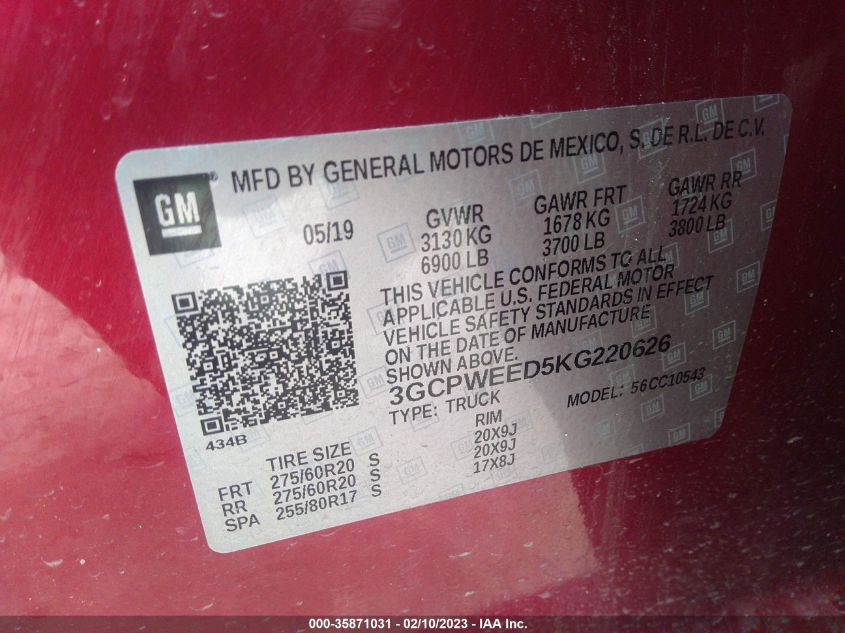 GM
MFD BY GENERAL MOTORS DE MEXICO, S. DE R.L. DE C.V.
05/19
GVWR
3130 KG
6900 LB
GAWR FRT
1678 KG
3700 LB
GAWR RR
1724 KG
3800 LB
THIS VEHICLE CONFORMS TO ALL
APPLICABLE U.S. FEDERAL MOTOR
VEHICLE SAFETY STANDARDS IN EFFECT
ON THE DATE OF MANUFACTURE
SHOWN ABOVE.
3GCPWEED5KG220626
TYPE: TRUCK
MODEL: 56CC10543
434B
TIRE SIZE
RIM
FRT 275/60R20 S 20X9J
RR 275/60R20 S 20X9J
SPA 255/80R17 S 17X8J
000-35871031 - 02/10/2023 - IAA Inc.